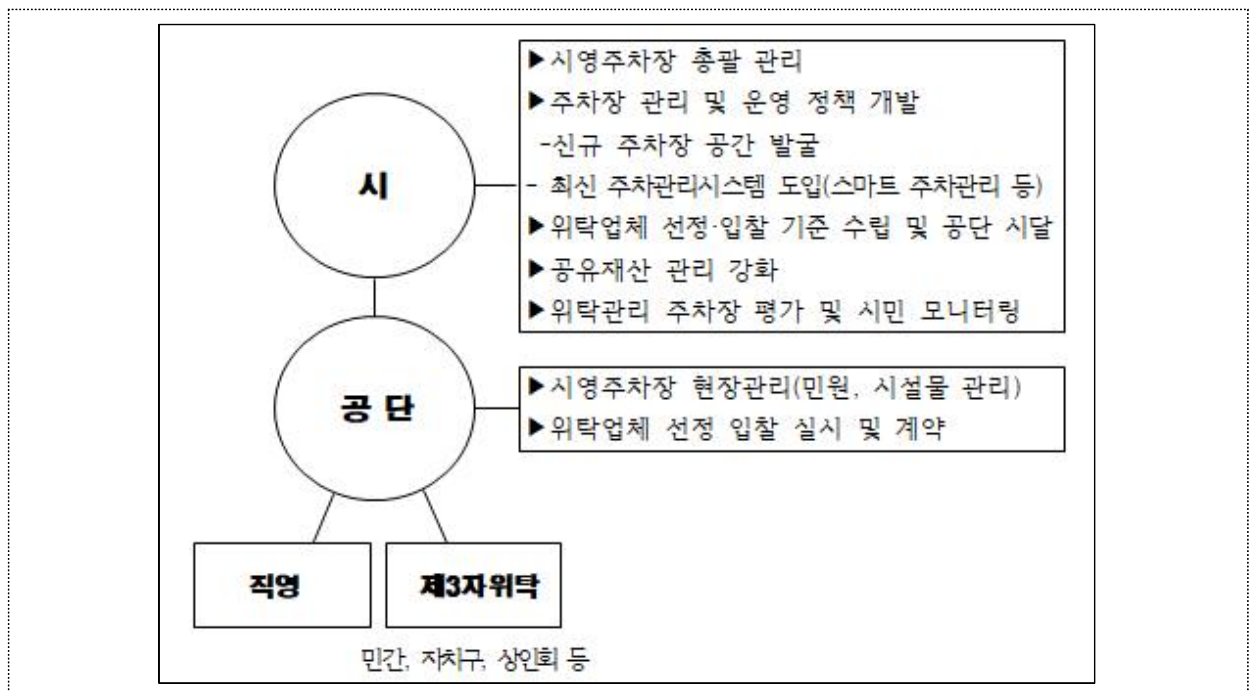 시
▶시영주차장 총괄 관리
▶주차장 관리 및 운영 정책 개발
-신규 주차장 공간 발굴
- 최신 주차관리시스템 도입(스마트 주차관리 등)
▶위탁업체 선정·입찰 기준 수립 및 공단 시달
▶공유재산 관리 강화
▶위탁관리 주차장 평가 및 시민 모니터링
공 단
▶시영주차장 현장관리(민원, 시설물 관리)
▶위탁업체 선정 입찰 실시 및 계약
직영
제3자위탁
민간, 자치구, 상인회 등